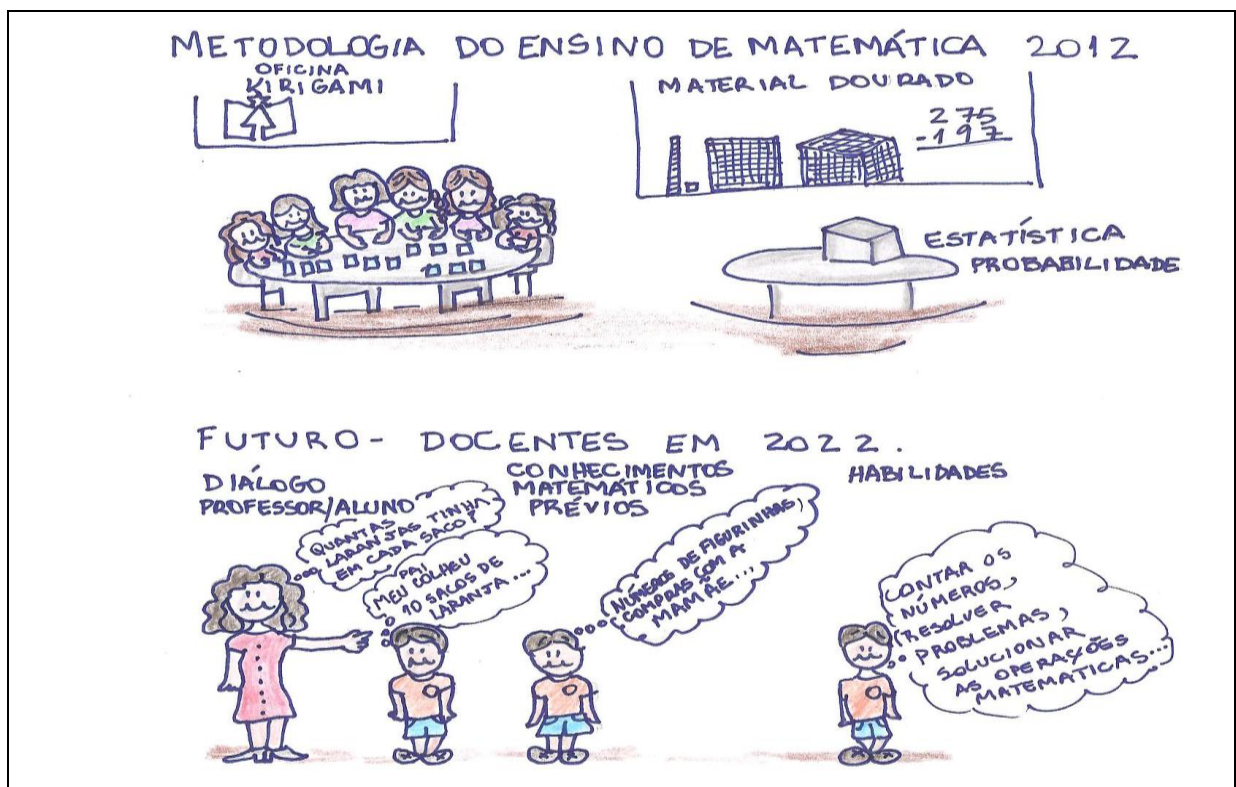 METODOLOGIA DO ENSINO DE MATEMÁTICA 2012
OFICINA
KIRIGAMI
MATERIAL DOURADO
275
-197
ESTATÍSTICA
PROBABILIDADE
FUTURO - DOCENTES EM 2022.
DIÁLOGO
PROFESSOR/ALUNO
QUANTAS
LARANJAS TINHA
EM CADA SACO?
PAI
MEU COLHEU
10 SACOS DE
LARANJA...
CONHECIMENTOS
MATEMÁTICOS
PRÉVIOS
NÚMEROS DE FIGURINHAS,
COMPRAS COM A
MAMÃE...
HABILIDADES
CONTAR OS
NÚMEROS,
RESOLVER
PROBLEMAS,
SOLUCIONAR
AS OPERAÇÕES
MATEMATICAS...